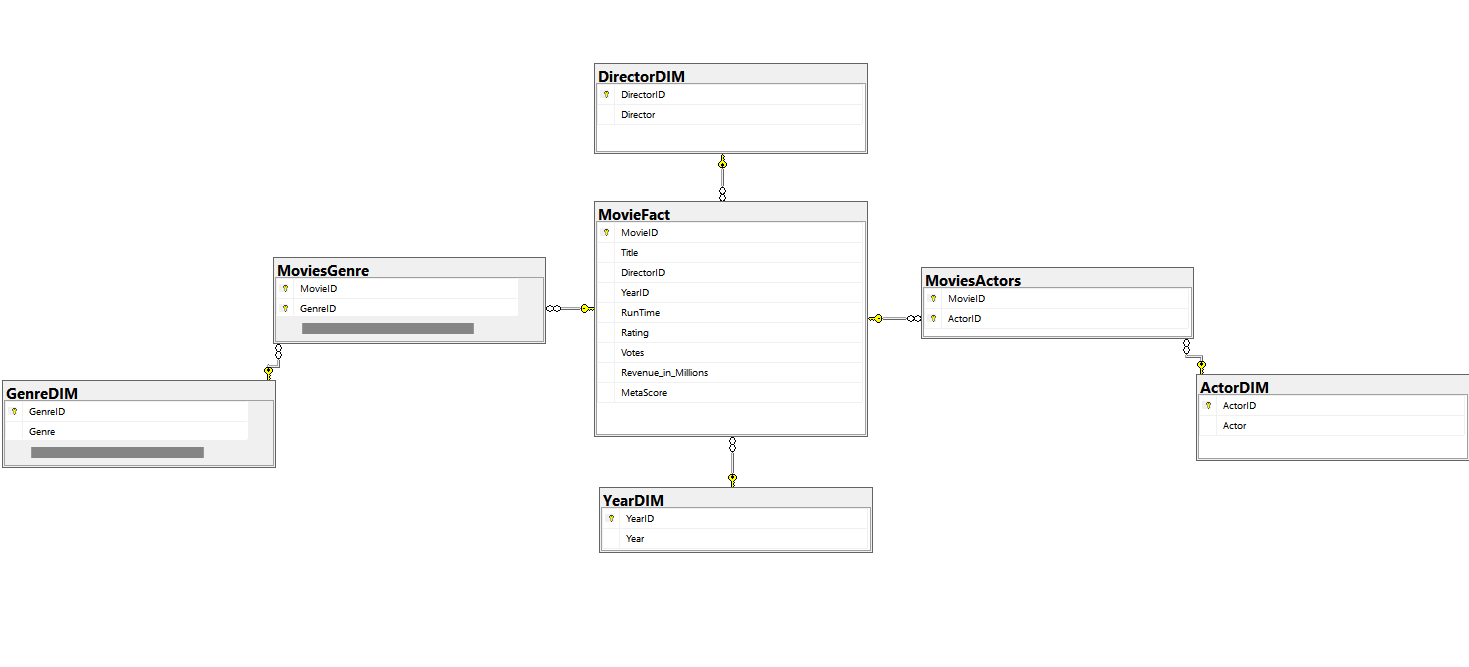 DirectorDIM
DirectorID
Director
MovieFact
MovieID
Title
DirectorID
YearID
RunTime
Rating
Votes
Revenue_in_Millions
MetaScore
MoviesGenre
MovieID
GenreID
MoviesActors
MovieID
ActorID
GenreDIM
GenreID
Genre
ActorDIM
ActorID
Actor
YearDIM
YearID
Year